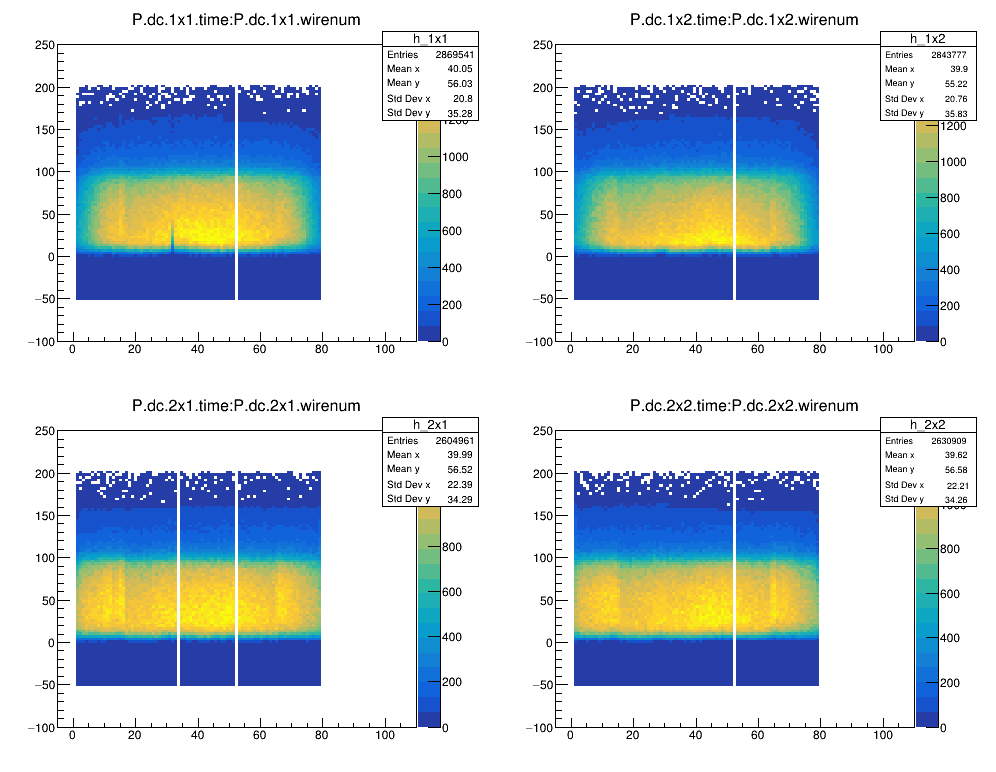 P.dc.1x1.time:P.dc.1x1.wirenum
h_1x1
Entries 2869541
Mean x 40.05
Mean y 56.03
Std Dev x 20.8
Std Dev y 35.28
250
200
150
100
50
0
−50
−100
0 20 40 60 80 100
1200
1000
800
600
400
200
0
P.dc.1x2.time:P.dc.1x2.wirenum
h_1x2
Entries 2843777
Mean x 39.9
Mean y 55.22
Std Dev x 20.76
Std Dev y 35.83
250
200
150
100
50
0
−50
−100
0 20 40 60 80 100
1200
1000
800
600
400
200
0
P.dc.2x1.time:P.dc.2x1.wirenum
h_2x1
Entries 2604961
Mean x 39.99
Mean y 56.52
Std Dev x 22.39
Std Dev y 34.29
250
200
150
100
50
0
−50
−100
0 20 40 60 80 100
800
600
400
200
0
P.dc.2x2.time:P.dc.2x2.wirenum
h_2x2
Entries 2630909
Mean x 39.62
Mean y 56.58
Std Dev x 22.21
Std Dev y 34.26
250
200
150
100
50
0
−50
−100
0 20 40 60 80 100
1000
800
600
400
200
0